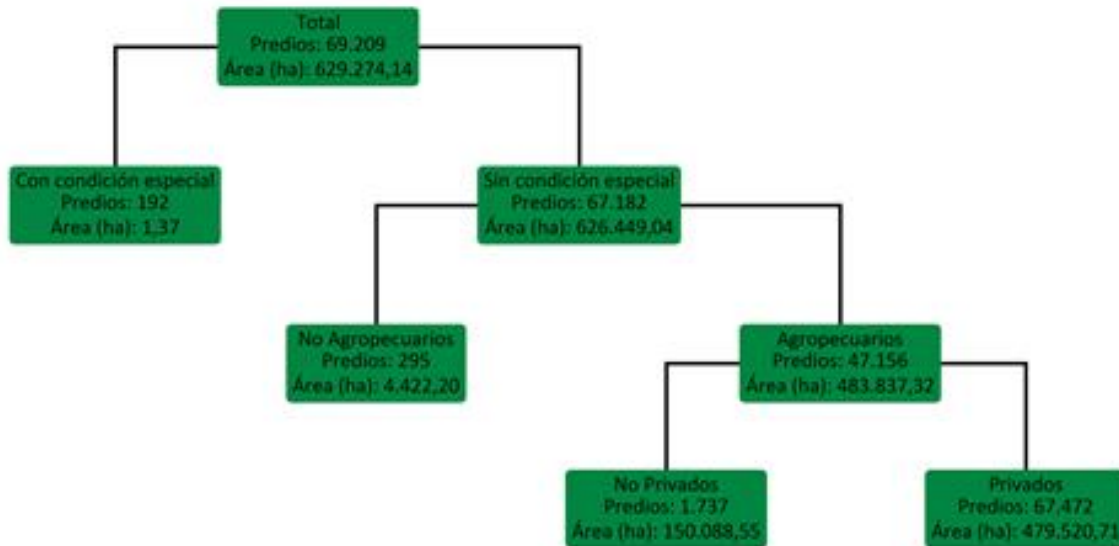 Total
Predios: 69.209
Área (ha): 629.274,14
Con condición especial
Predios: 192
Área (ha): 1,37
Sin condición especial
Predios: 67.182
Área (ha): 626.449,04
No Agropecuarios
Predios: 295
Área (ha): 4.422,20
Agropecuarios
Predios: 47.156
Área (ha): 483.837,32
No Privados
Predios: 1.737
Área (ha): 150.088,55
Privados
Predios: 67,472
Área (ha): 479.520,71